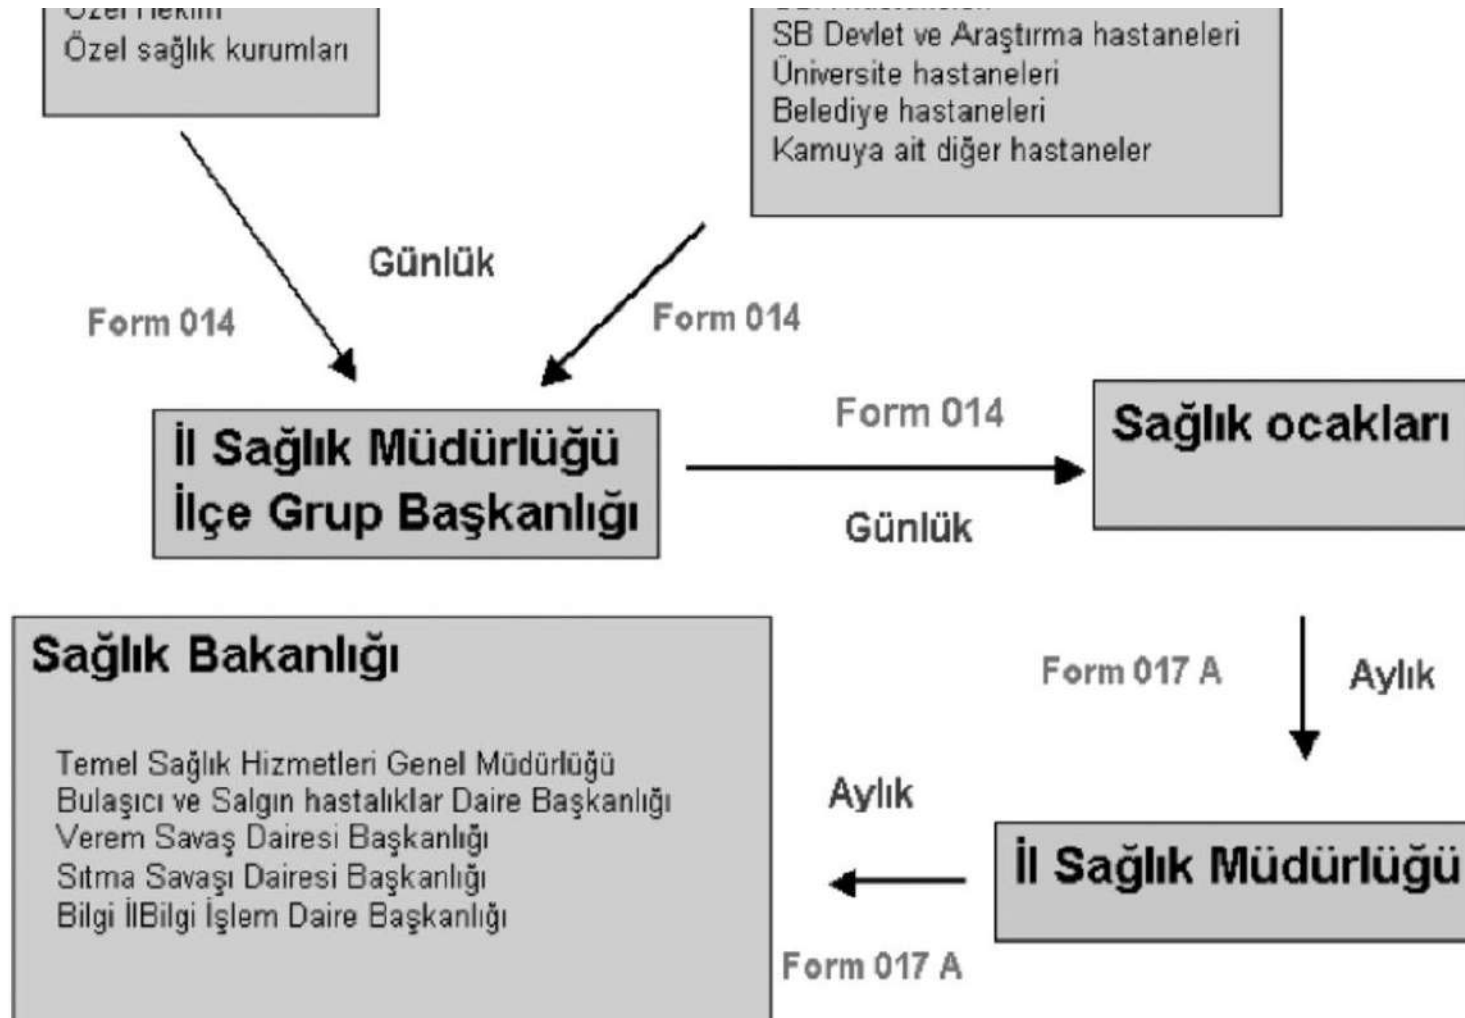 Özel Hekim
Özel sağlık kurumları
SB Devlet ve Araştırma hastaneleri
Üniversite hastaneleri
Belediye hastaneleri
Kamuya ait diğer hastaneler
Günlük
Form 014
Form 014
İl Sağlık Müdürlüğü
İlçe Grup Başkanlığı
Form 014
Günlük
Sağlık ocakları
Form 017 A
Aylık
Sağlık Bakanlığı
Temel Sağlık Hizmetleri Genel Müdürlüğü
Bulaşıcı ve Salgın hastalıklar Daire Başkanlığı
Verem Savaş Dairesi Başkanlığı
Sıtma Savaşı Dairesi Başkanlığı
Bilgi İlBilgi İşlem Daire Başkanlığı
Aylık
İl Sağlık Müdürlüğü
Form 017 A